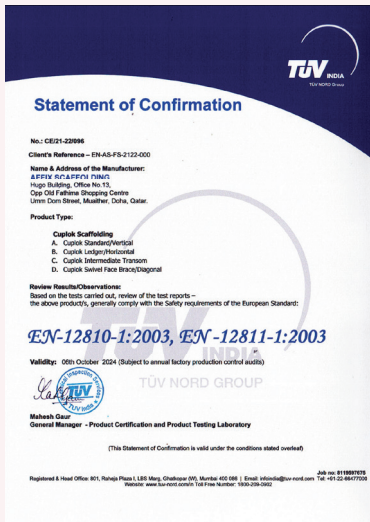 TÜV INDIA
TÜV NORD Group
Statement of Confirmation
No.: CE/21-22/096
Client's Reference – EN-AS-FS-2122-000
Name & Address of the Manufacturer:
AFFIX SCAFFOLDING
Hugo Building, Office No.13,
Opp Old Fathima Shopping Centre
Umm Dom Street, Muaither, Doha, Qatar.
Product Type:
Cuplok Scaffolding
A. Cuplok Standard/Vertical
B. Cuplok Ledger/Horizontal
C. Cuplok Intermediate Transom
D. Cuplok Swivel Face Brace/Diagonal
Review Results/Observations:
Based on the tests carried out, review of the test reports –
the above product/s, generally comply with the Safety requirements of the European Standard:
EN-12810-1:2003, EN -12811-1:2003
TÜV INDIA
Validity: 06th October 2024 (Subject to annual factory production control audits)
TÜV NORD GROUP
TÜV
Mahesh Gaur
General Manager - Product Certification and Product Testing Laboratory
(This Statement of Confirmation is valid under the conditions stated overleaf)
Job no: 8119597675
Registered & Head Office: 801, Raheja Plaza I, LBS Marg, Ghatkopar (W), Mumbai 400 086 | Email: infoindia@tuv-nord.com Tel: +91-22-66477000
Website: www.tuv-nord.com/in Toll Free Number: 1800-209-0902